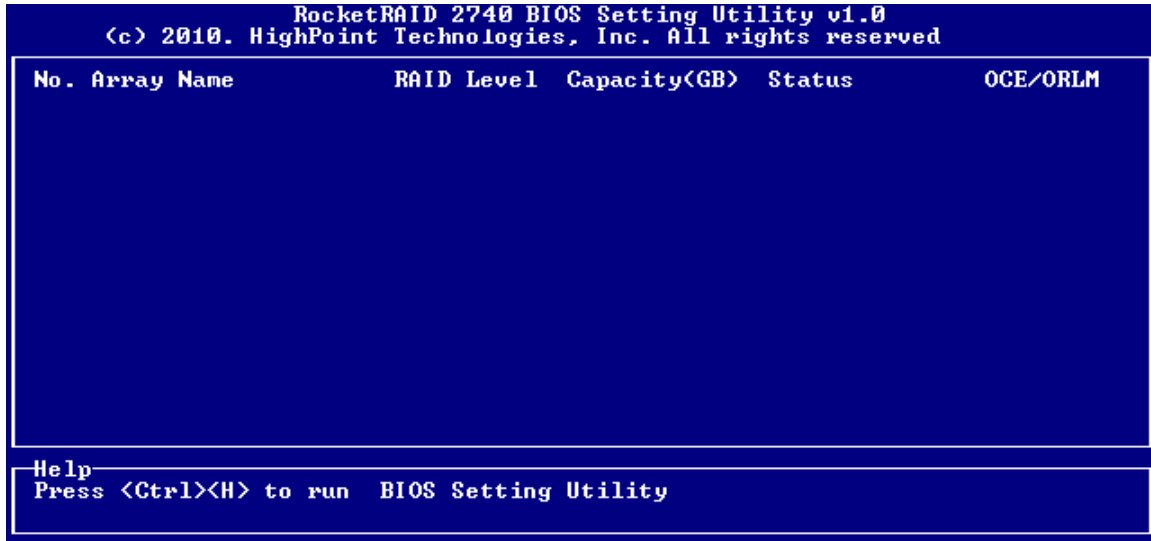 RocketRAID 2740 BIOS Setting Utility v1.0
(c) 2010. HighPoint Technologies, Inc. All rights reserved
No. Array Name RAID Level Capacity(GB) Status OCE/ORLM
Help
Press <Ctrl><H> to run BIOS Setting Utility